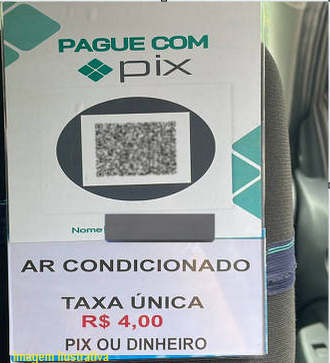 PAGUE COM
pix
Nome
AR CONDICIONADO
TAXA ÚNICA
R$ 4,00
PIX OU DINHEIRO
Imagem ilustrativa